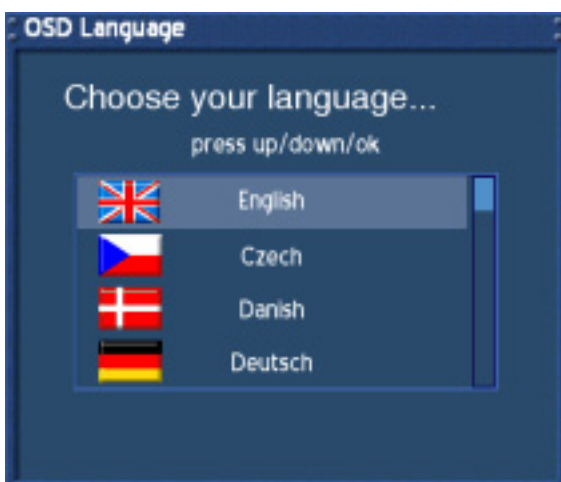 OSD Language
Choose your language...
press up/down/ok
English
Czech
Danish
Deutsch